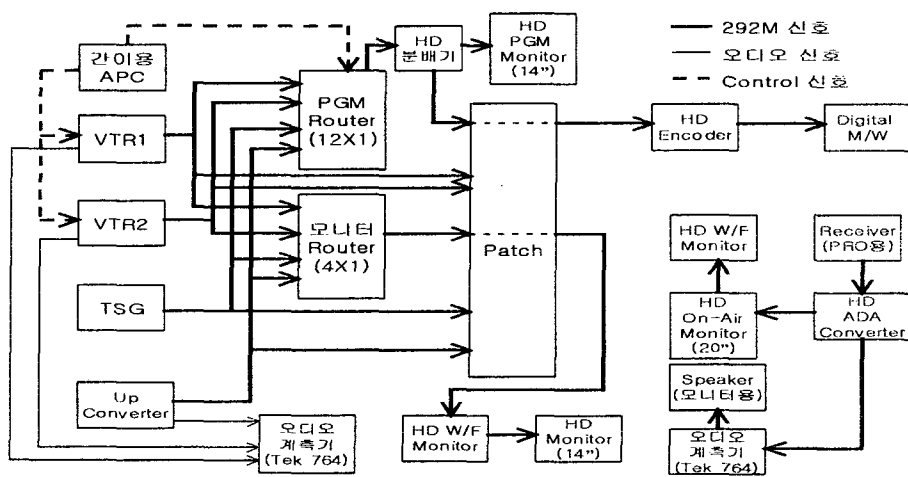 간이용
APC
VTR1
VTR2
TSG
Up
Converter
PGM
Router
(12X1)
모니터
Router
(4X1)
오디오
계측기
(Tek 764)
HD
분배기
HD
PGM
Monitor
(14")
Patch
HD W/F
Monitor
HD
Monitor
(14")
292M 신호
오디오 신호
Control 신호
HD
Encoder
Digital
M/W
HD W/F
Monitor
Receiver
(PRO용)
HD
On-Air
Monitor
(20")
HD
ADA
Converter
Speaker
(모니터용)
오디오
계측기
(Tek 764)